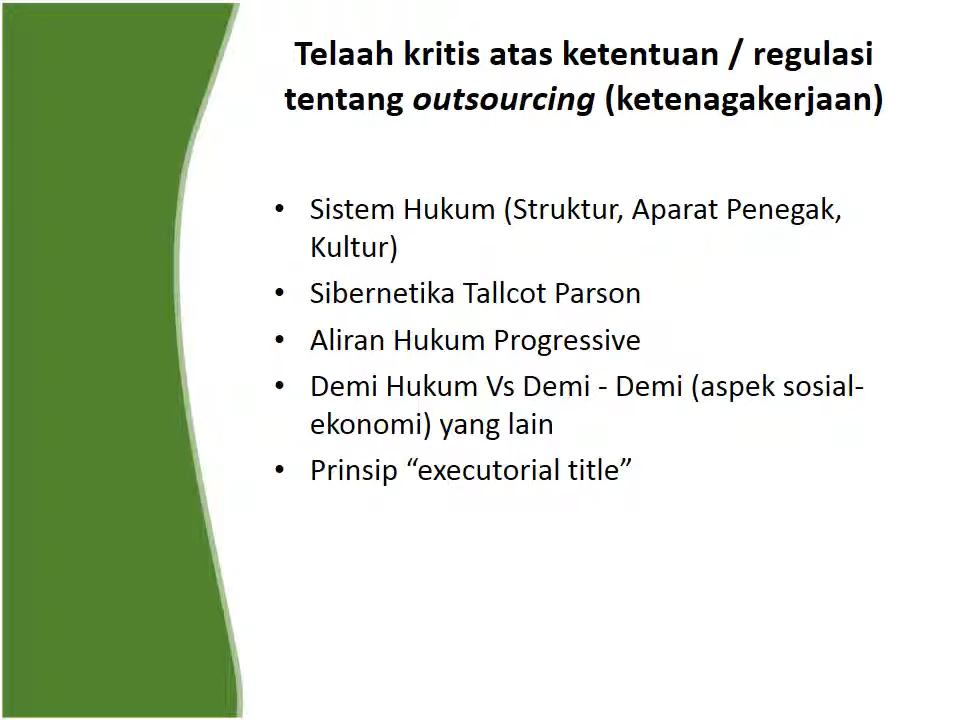 Telaah kritis atas ketentuan / regulasi
tentang outsourcing (ketenagakerjaan)
• Sistem Hukum (Struktur, Aparat Penegak,
Kultur)
• Sibernetika Tallcot Parson
• Aliran Hukum Progressive
• Demi Hukum Vs Demi - Demi (aspek sosial-
ekonomi) yang lain
• Prinsip “executorial title”